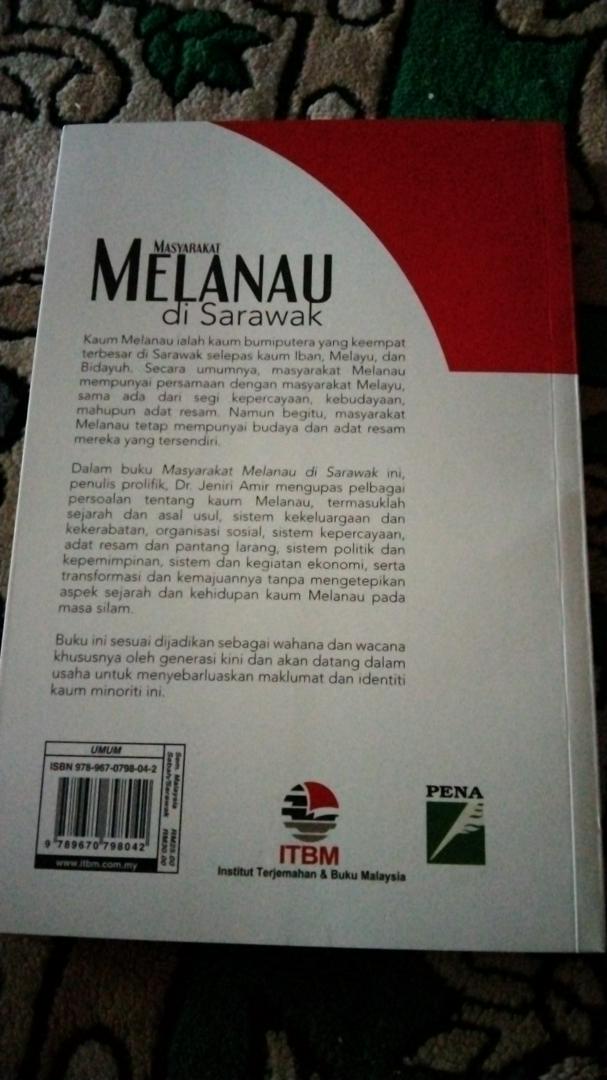 MASYARAKAT
MELANAU
di Sarawak
Kaum Melanau ialah kaum bumiputera yang keempat
terbesar di Sarawak selepas kaum Iban, Melayu, dan
Bidayuh. Secara umumnya, masyarakat Melanau
mempunyai persamaan dengan masyarakat Melayu,
sama ada dari segi kepercayaan, kebudayaan,
mahupun adat resam. Namun begitu, masyarakat
Melanau tetap mempunyai budaya dan adat resam
mereka yang tersendiri.
Dalam buku Masyarakat Melanau di Sarawak ini,
penulis prolifik, Dr. Jeniri Amir mengupas pelbagai
persoalan tentang kaum Melanau, termasuklah
sejarah dan asal usul, sistem kekeluargaan dan
kekerabatan, organisasi sosial, sistem kepercayaan,
adat resam dan pantang larang, sistem politik dan
kepemimpinan, sistem dan kegiatan ekonomi, serta
transformasi dan kemajuannya tanpa mengetepikan
aspek sejarah dan kehidupan kaum Melanau pada
masa silam.
Buku ini sesuai dijadikan sebagai wahana dan wacana
khususnya oleh generasi kini dan akan datang dalam
usaha untuk menyebarluaskan maklumat dan identiti
kaum minoriti ini.
UMUM
ISBN 978-967-0798-04-2
9 789670 798042
www.itbm.com.my
Sem. Malaysia RM25.00
Sabah/Sarawak RM30.00
ITBM
Institut Terjemahan & Buku Malaysia
PENA